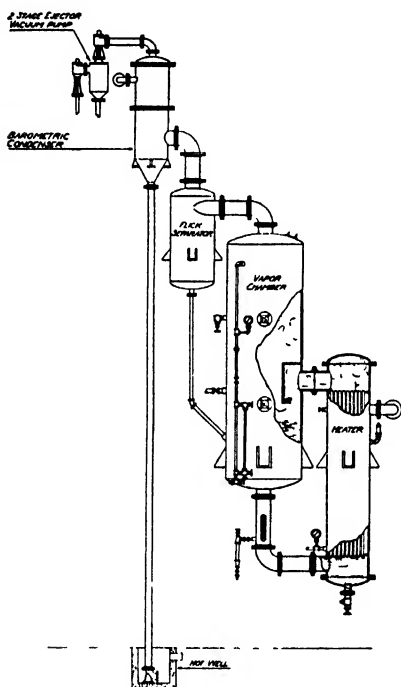 2 STAGE EJECTOR
VACUUM PUMP
BAROMETRIC
CONDENSER
FLICK
SEPARATOR
VAPOR
CHAMBER
HEATER
HOT WELL